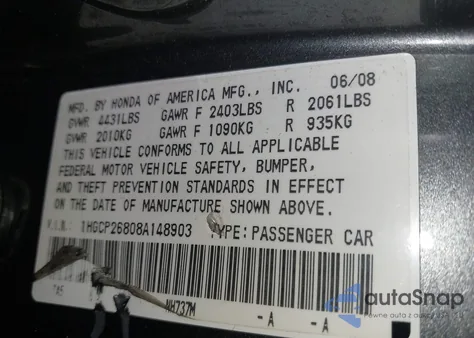 MFD. BY HONDA OF AMERICA MFG., INC. 06/08
GVWR 4431LBS GAWR F 2403LBS R 2061LBS
GVWR 2010KG GAWR F 1090KG R 935KG
THIS VEHICLE CONFORMS TO ALL APPLICABLE
FEDERAL MOTOR VEHICLE SAFETY, BUMPER,
AND THEFT PREVENTION STANDARDS IN EFFECT
ON THE DATE OF MANUFACTURE SHOWN ABOVE.
V.I.N.: 1HGCP26808A148903 TYPE: PASSENGER CAR
NH737M -A -A
autoSnap